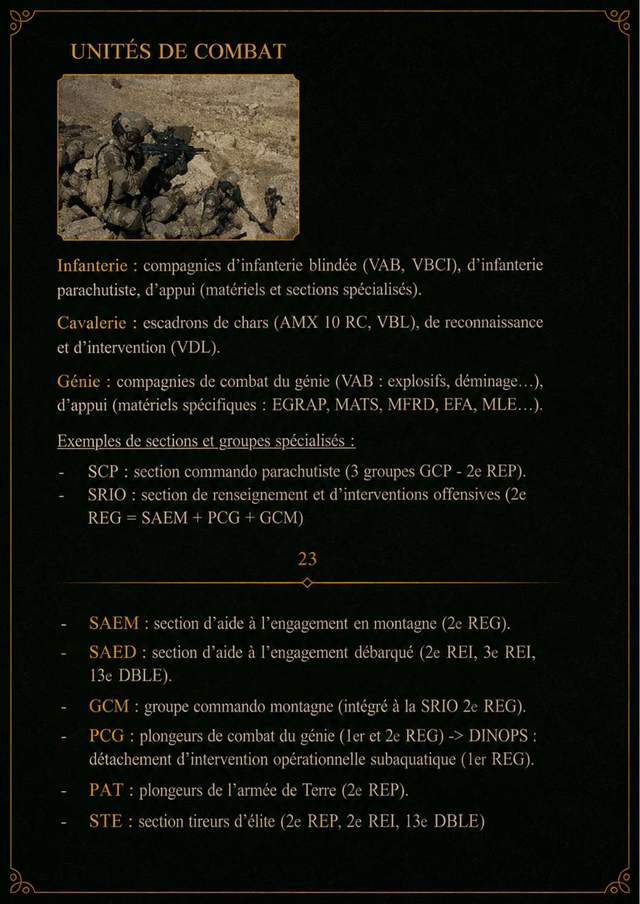 UNITÉS DE COMBAT
Infanterie : compagnies d’infanterie blindée (VAB, VBCI), d’infanterie
parachutiste, d’appui (matériels et sections spécialisés).
Cavalerie : escadrons de chars (AMX 10 RC, VBL), de reconnaissance
et d’intervention (VDL).
Génie : compagnies de combat du génie (VAB : explosifs, déminage…),
d’appui (matériels spécifiques : EGRAP, MATS, MFRD, EFA, MLE…).
Exemples de sections et groupes spécialisés :
- SCP : section commando parachutiste (3 groupes GCP - 2e REP).
- SRIO : section de renseignement et d’interventions offensives (2e
REG = SAEM + PCG + GCM)
23
- SAEM : section d’aide à l’engagement en montagne (2e REG).
- SAED : section d’aide à l’engagement débarqué (2e REI, 3e REI,
13e DBLE).
- GCM : groupe commando montagne (intégré à la SRIO 2e REG).
- PCG : plongeurs de combat du génie (1er et 2e REG) -> DINOPS :
détachement d’intervention opérationnelle subaquatique (1er REG).
- PAT : plongeurs de l’armée de Terre (2e REP).
- STE : section tireurs d’élite (2e REP, 2e REI, 13e DBLE)